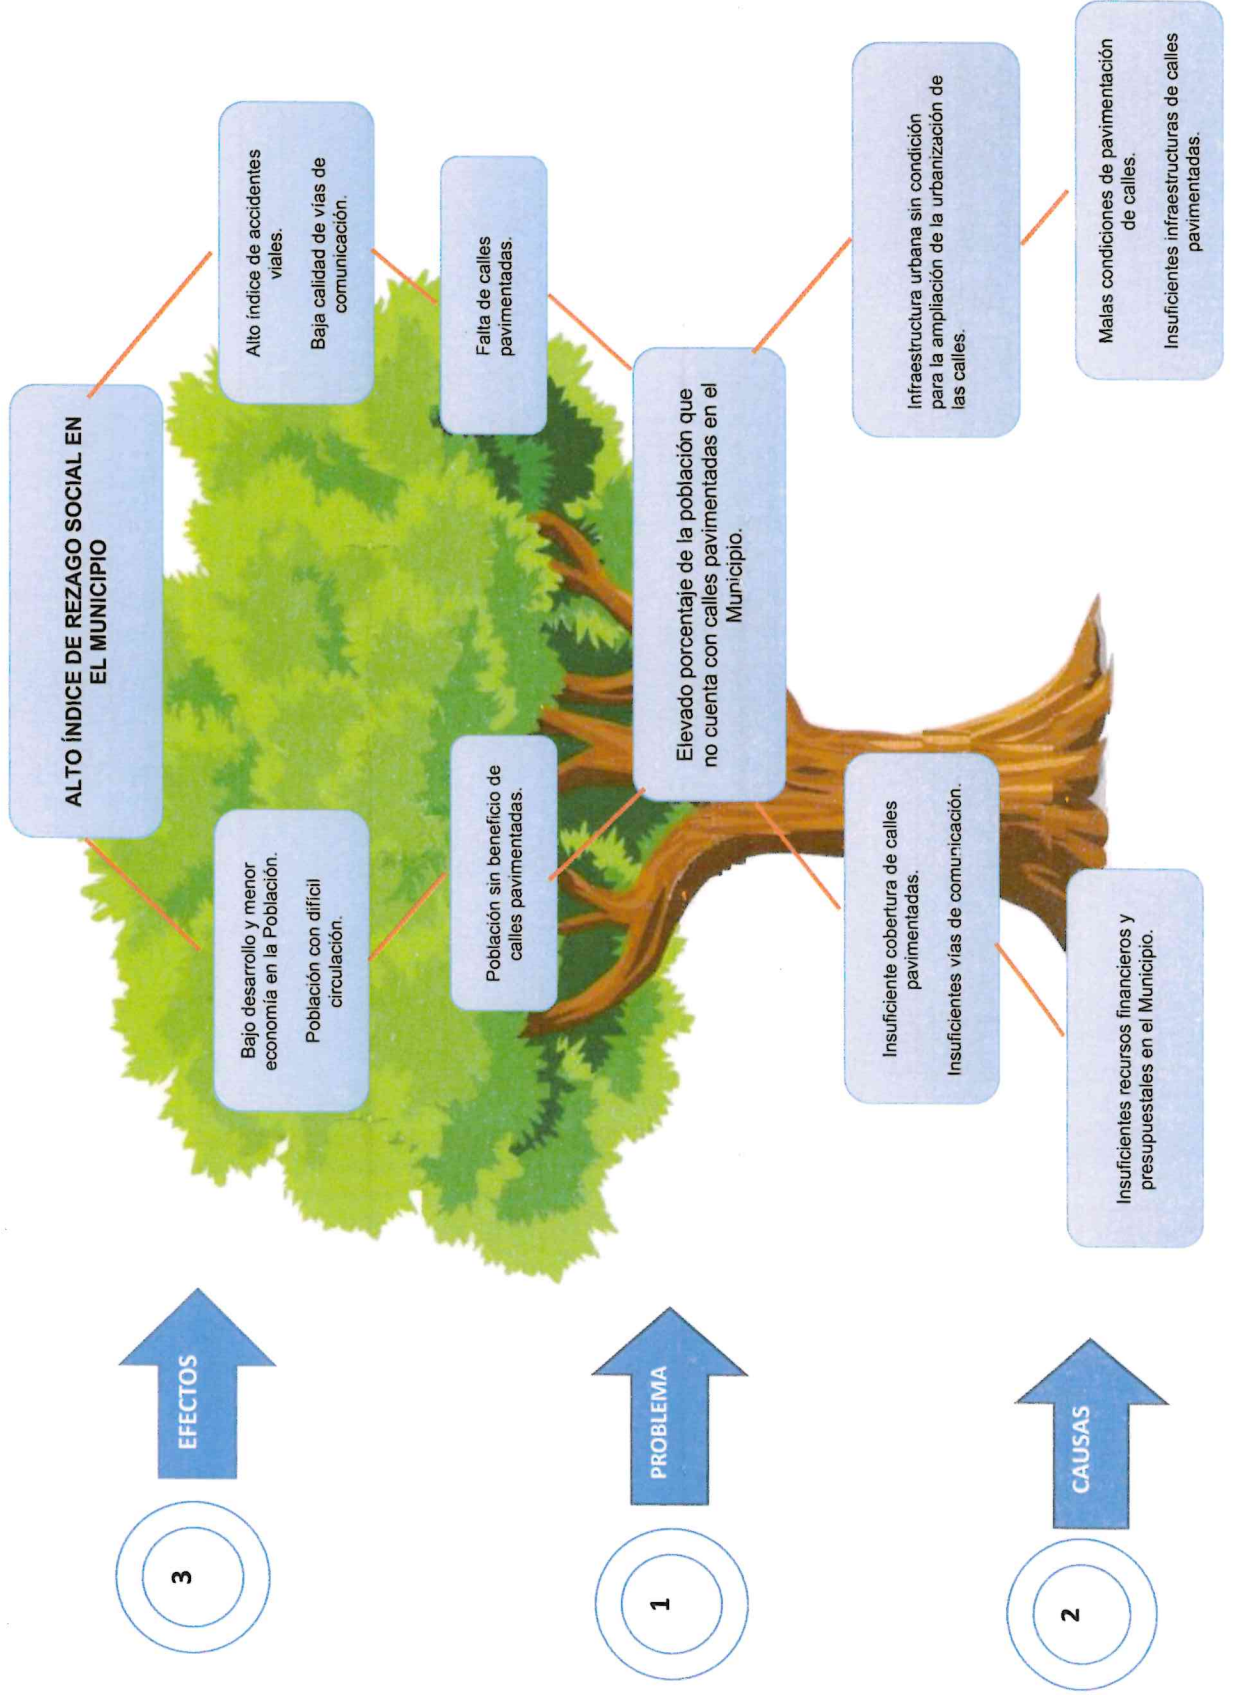 3
EFECTOS
ALTO ÍNDICE DE REZAGO SOCIAL EN
EL MUNICIPIO
Bajo desarrollo y menor
economía en la Población.
Población con difícil
circulación.
Alto índice de accidentes
viales.
Baja calidad de vías de
comunicación.
Población sin beneficio de
calles pavimentadas.
Falta de calles
pavimentadas.
1
PROBLEMA
Elevado porcentaje de la población que
no cuenta con calles pavimentadas en el
Municipio.
2
CAUSAS
Insuficiente cobertura de calles
pavimentadas.
Insuficientes vías de comunicación.
Infraestructura urbana sin condición
para la ampliación de la urbanización de
las calles.
Insuficientes recursos financieros y
presupuestales en el Municipio.
Malas condiciones de pavimentación
de calles.
Insuficientes infraestructuras de calles
pavimentadas.